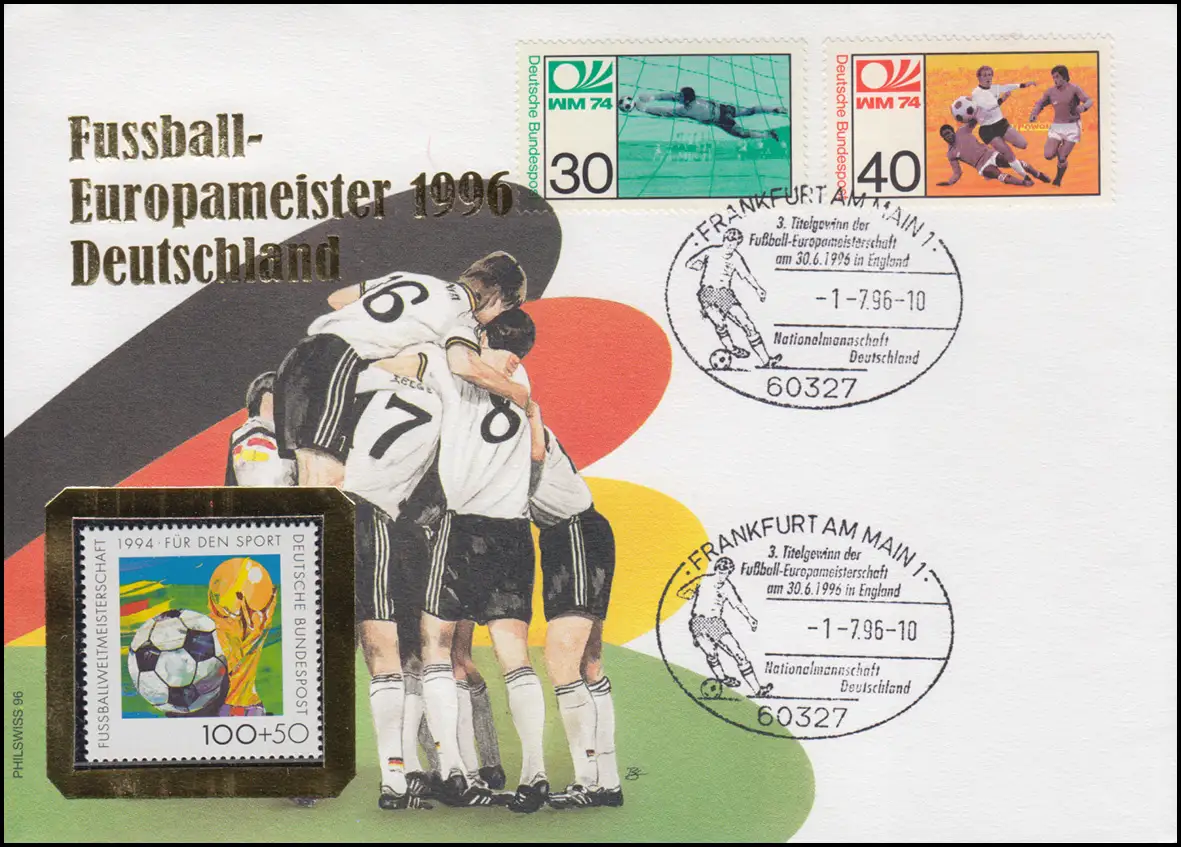 Fussball-
Europameister 1996
Deutschland
Deutsche Bundespost
WM 74
30
Deutsche Bundespost
WM 74
40
FRANKFURT AM MAIN 1
3. Titelgewinn der
Fußball-Europameisterschaft
am 30.6.1996 in England
-1-7.96-10
Nationalmannschaft
Deutschland
60327
16
17
8
FRANKFURT AM MAIN 1
3. Titelgewinn der
Fußball-Europameisterschaft
am 30.6.1996 in England
-1-7.96-10
Nationalmannschaft
Deutschland
60327
1994·FÜR DEN SPORT
FUSSBALLWELTMEISTERSCHAFT
DEUTSCHE BUNDESPOST
100+50
PHILSWISS 96